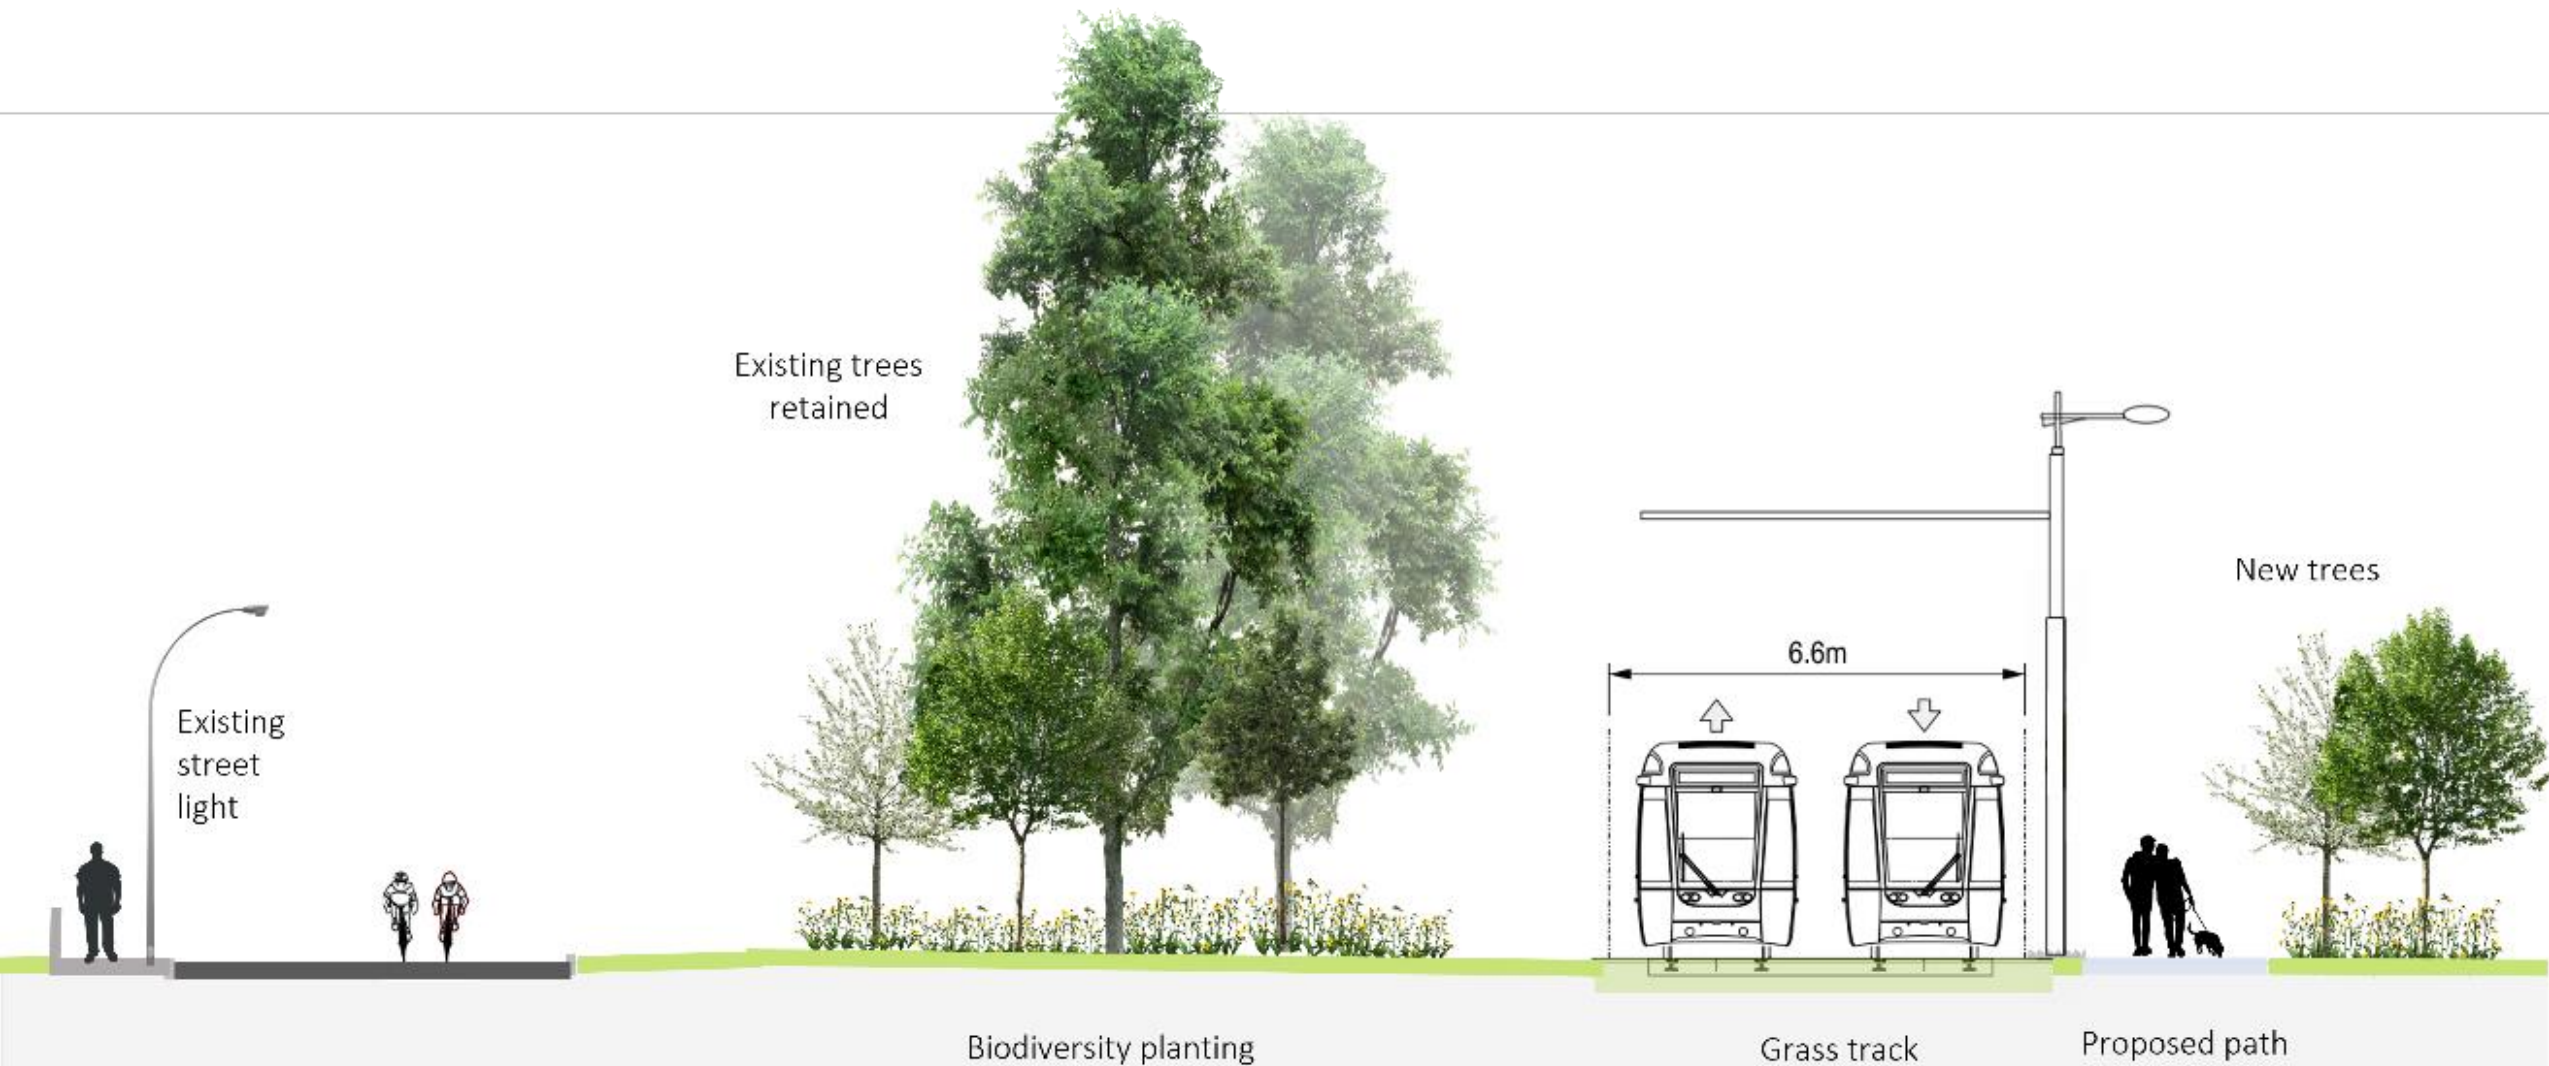 Existing trees
retained
Existing
street
light
6.6m
New trees
Biodiversity planting
Grass track
Proposed path